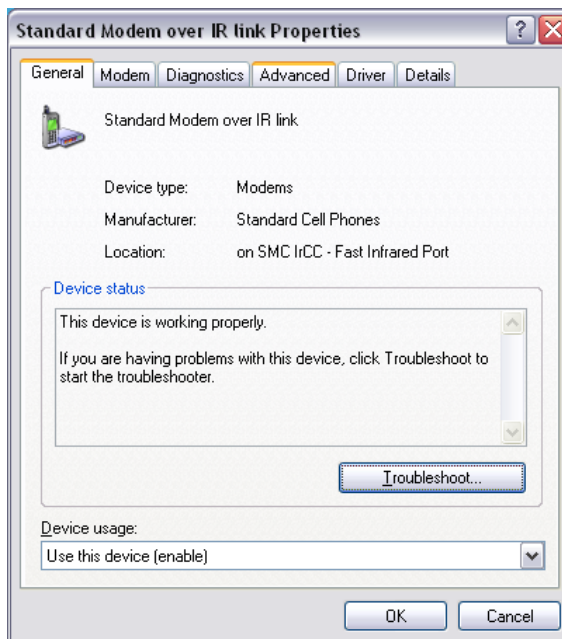 Standard Modem over IR link Properties
General Modem Diagnostics Advanced Driver Details
Standard Modem over IR link
Device type: Modems
Manufacturer: Standard Cell Phones
Location: on SMC IrCC - Fast Infrared Port
Device status
This device is working properly.
If you are having problems with this device, click Troubleshoot to
start the troubleshooter.
Troubleshoot...
Device usage:
Use this device (enable)
OK Cancel